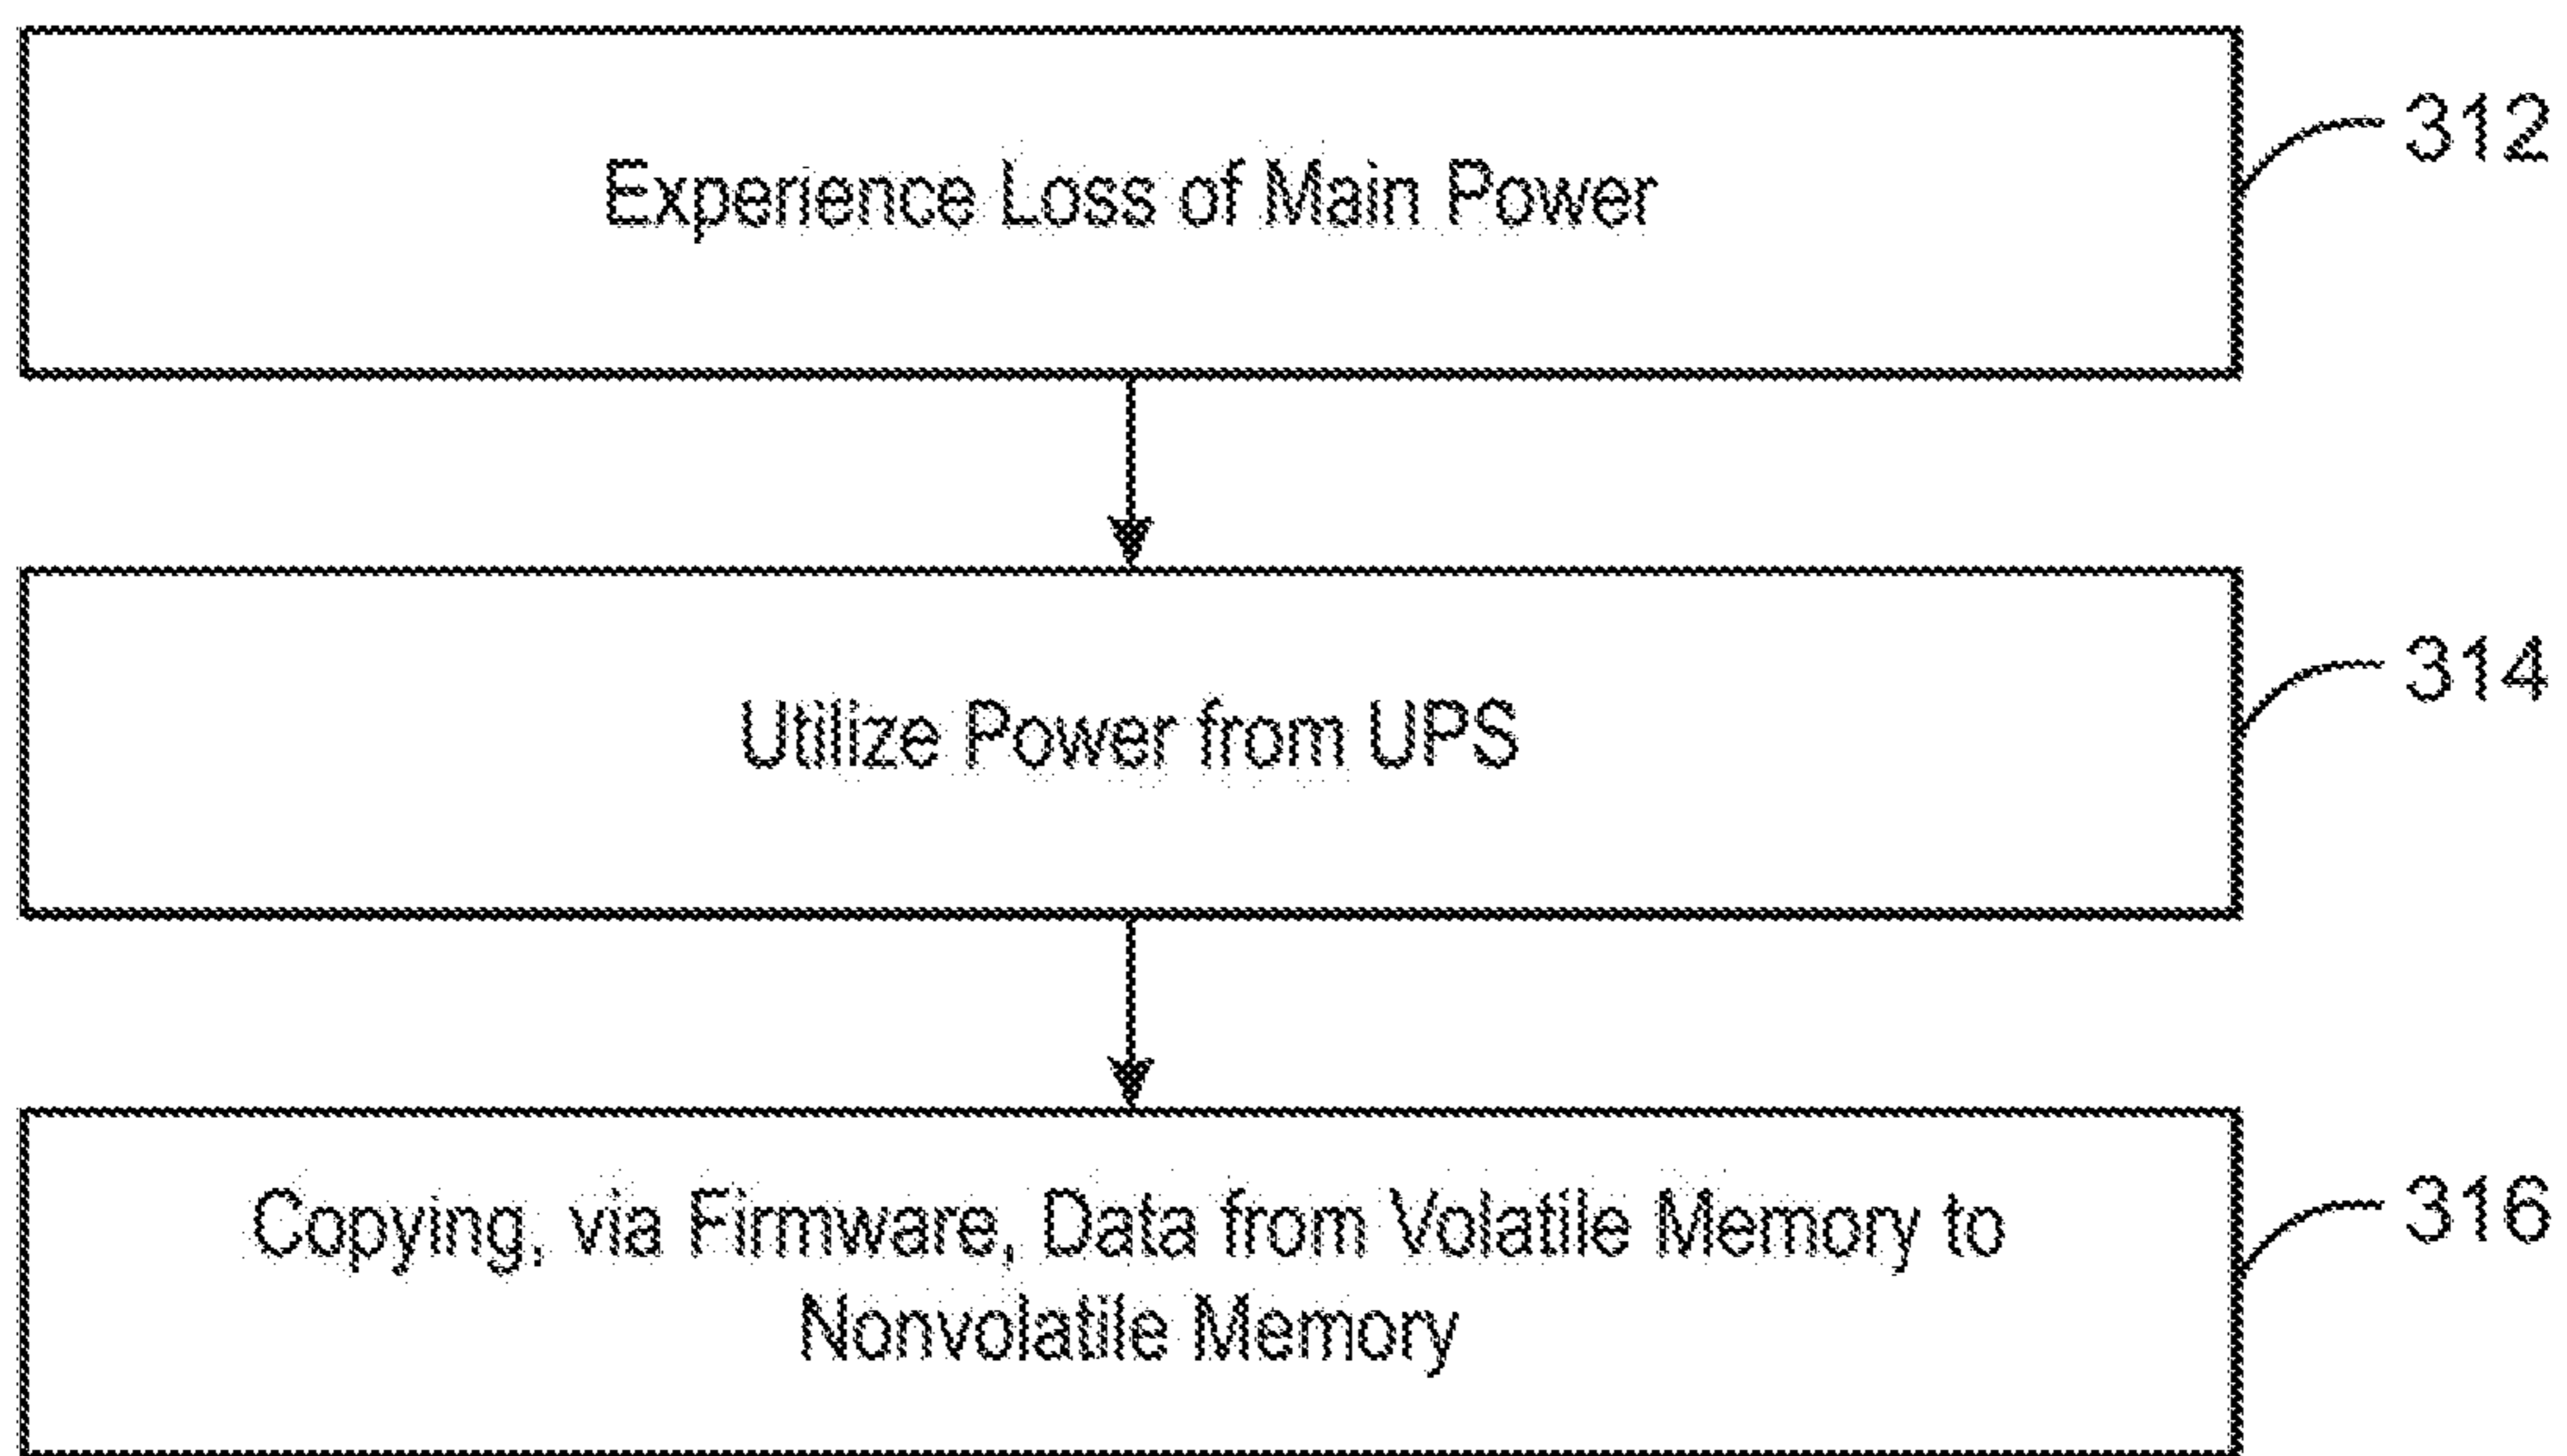 Experience Loss of Main Power
312
Utilize Power from UPS
314
Copying, via Firmware, Data from Volatile Memory to
Nonvolatile Memory
316